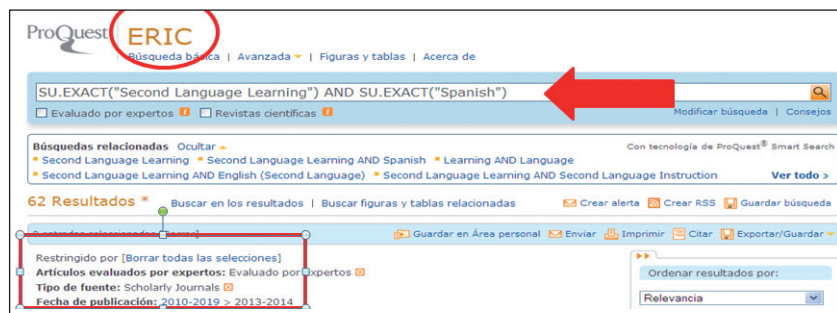 ProQuest ERIC
Búsqueda básica | Avanzada | Figuras y tablas | Acerca de
SU.EXACT("Second Language Learning") AND SU.EXACT("Spanish")
Evaluado por expertos Revistas científicas Modificar búsqueda | Consejos
Búsquedas relacionadas Ocultar Con tecnología de ProQuest® Smart Search
Second Language Learning Second Language Learning AND Spanish Learning AND Language
Second Language Learning AND English (Second Language) Second Language Learning AND Second Language Instruction Ver todo >
62 Resultados * Buscar en los resultados | Buscar figuras y tablas relacionadas Crear alerta Crear RSS Guardar búsqueda
Guardar en Área personal Enviar Imprimir Citar Exportar/Guardar
Restringido por [Borrar todas las selecciones]
Artículos evaluados por expertos: Evaluado por expertos
Tipo de fuente: Scholarly Journals
Fecha de publicación: 2010-2019 > 2013-2014
Ordenar resultados por:
Relevancia